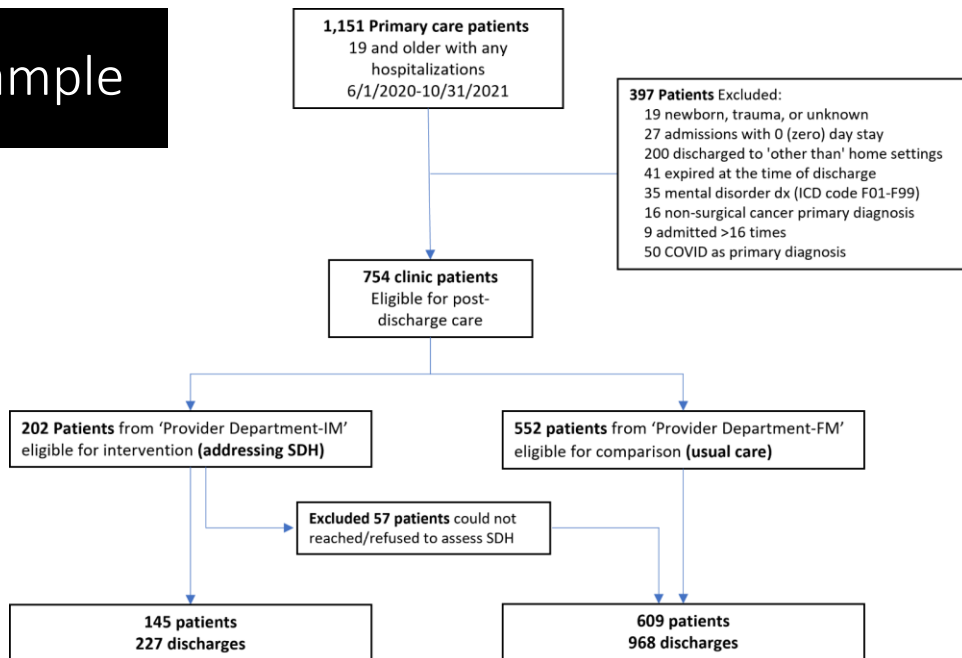 ample
1,151 Primary care patients
19 and older with any
hospitalizations
6/1/2020-10/31/2021
397 Patients Excluded:
19 newborn, trauma, or unknown
27 admissions with 0 (zero) day stay
200 discharged to 'other than' home settings
41 expired at the time of discharge
35 mental disorder dx (ICD code F01-F99)
16 non-surgical cancer primary diagnosis
9 admitted >16 times
50 COVID as primary diagnosis
754 clinic patients
Eligible for post-
discharge care
202 Patients from ‘Provider Department-IM’
eligible for intervention (addressing SDH)
552 patients from ‘Provider Department-FM’
eligible for comparison (usual care)
Excluded 57 patients could not
reached/refused to assess SDH
145 patients
227 discharges
609 patients
968 discharges